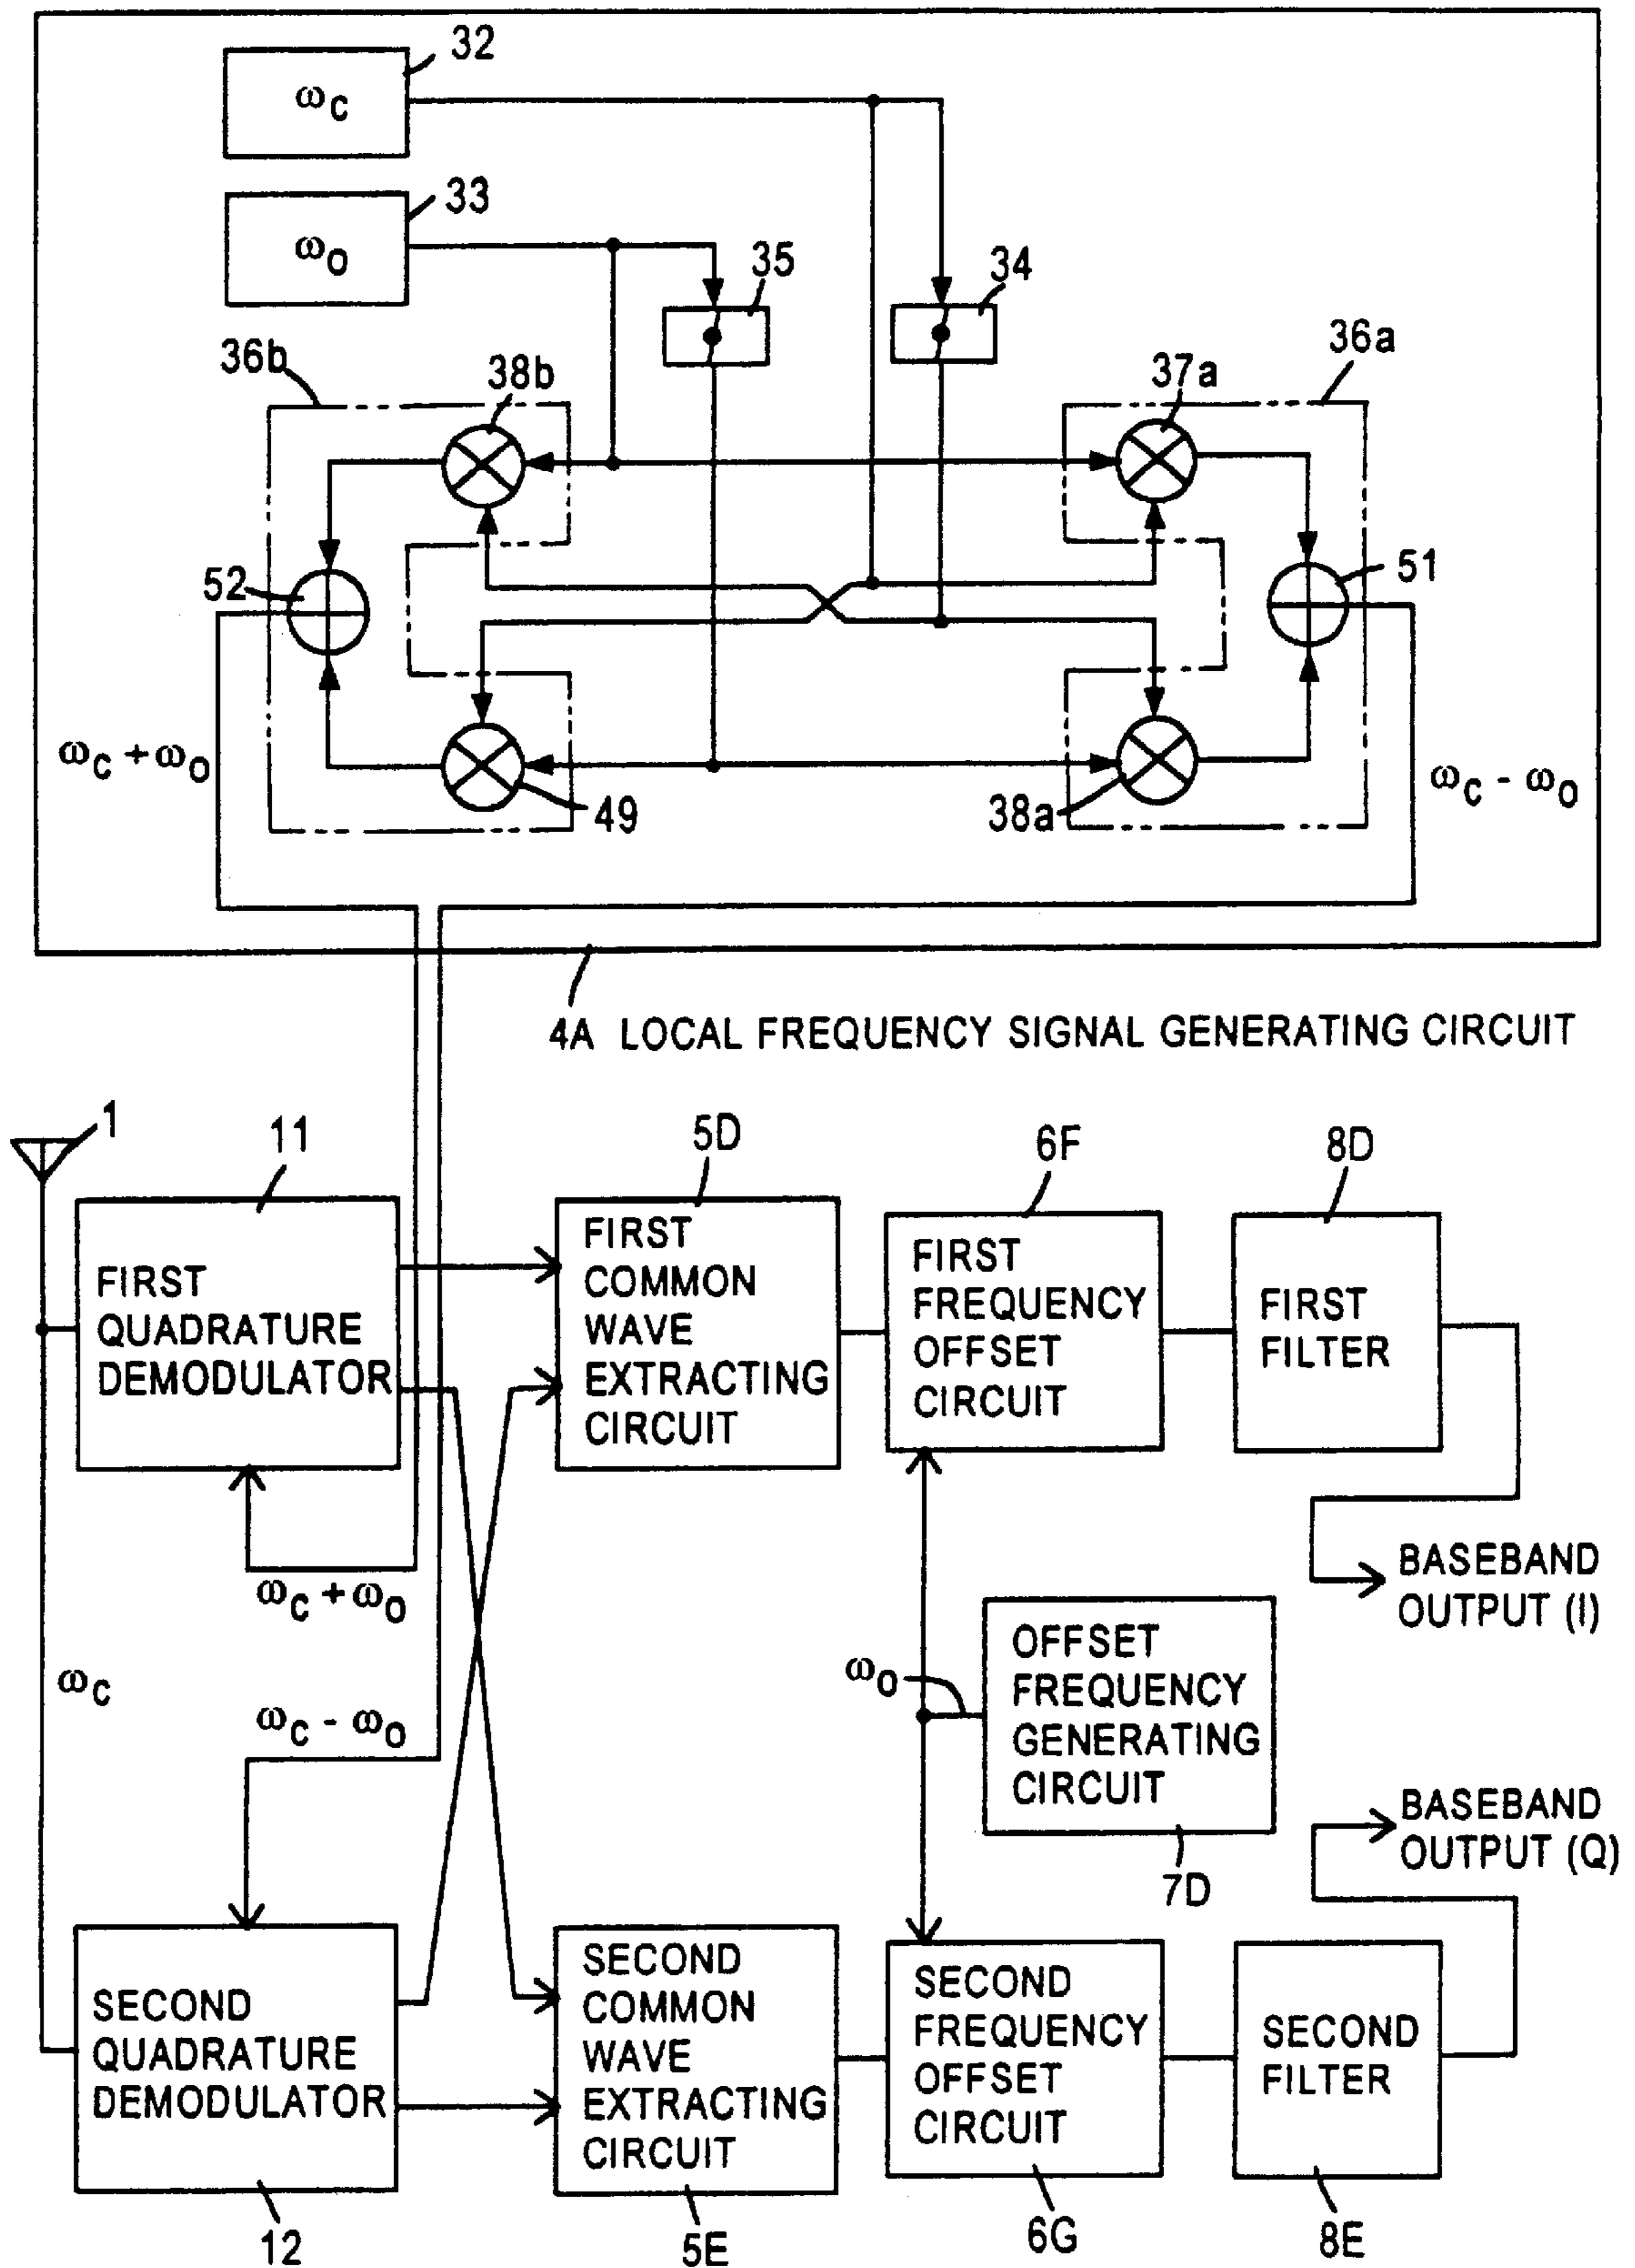 32
ωC
33
ωO
35
34
36b
38b
37a
36a
52
51
ωC + ωO
49
38a
ωC - ωO
4A LOCAL FREQUENCY SIGNAL GENERATING CIRCUIT
1
11
5D
6F
8D
FIRST
QUADRATURE
DEMODULATOR
FIRST
COMMON
WAVE
EXTRACTING
CIRCUIT
FIRST
FREQUENCY
OFFSET
CIRCUIT
FIRST
FILTER
ωC + ωO
BASEBAND
OUTPUT (I)
ωC
ωC - ωO
ωO
OFFSET
FREQUENCY
GENERATING
CIRCUIT
7D
BASEBAND
OUTPUT (Q)
SECOND
QUADRATURE
DEMODULATOR
SECOND
COMMON
WAVE
EXTRACTING
CIRCUIT
SECOND
FREQUENCY
OFFSET
CIRCUIT
SECOND
FILTER
12
5E
6G
8E